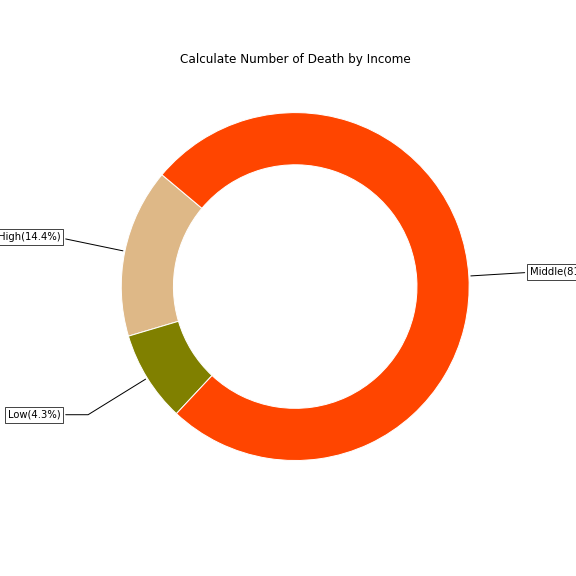 Calculate Number of Death by Income
High(14.4%)
Middle(81
Low(4.3%)